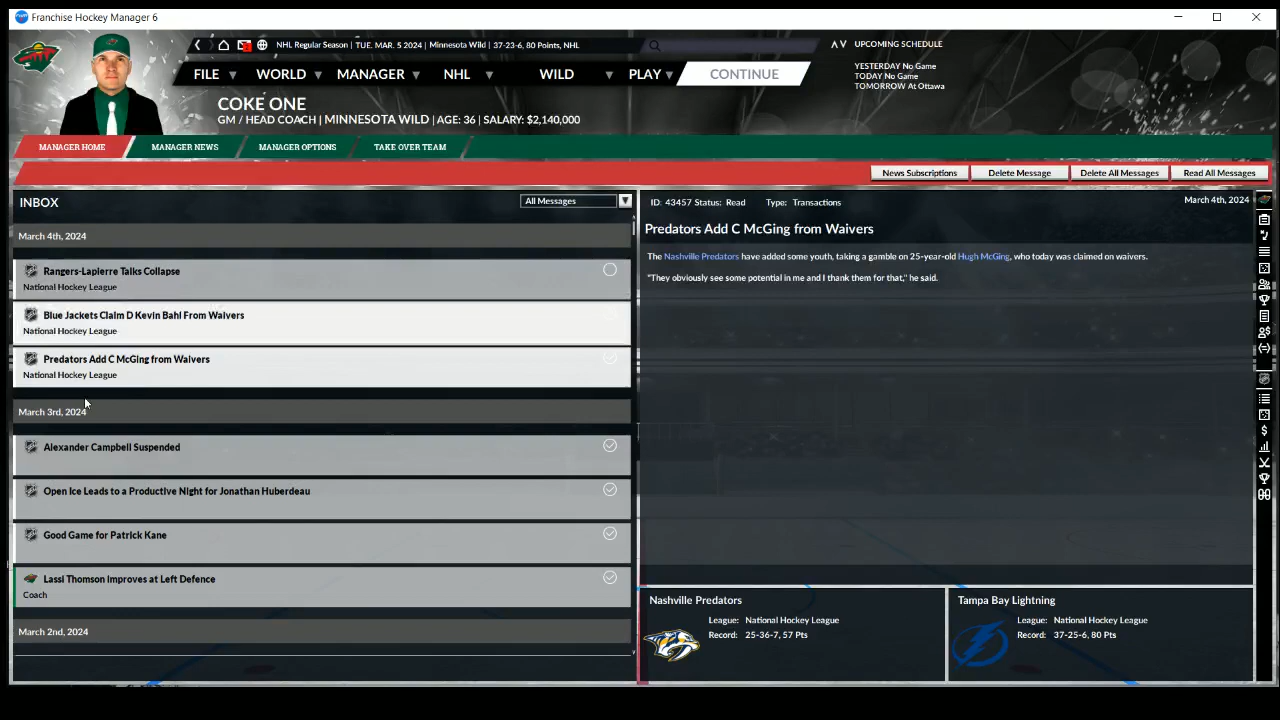 Franchise Hockey Manager 6
NHL Regular Season | TUE. MAR. 5 2024 | Minnesota Wild | 37-23-6, 80 Points, NHL
UPCOMING SCHEDULE
YESTERDAY No Game
TODAY No Game
TOMORROW At Ottawa
FILE WORLD MANAGER NHL WILD PLAY CONTINUE
COKE ONE
GM / HEAD COACH | MINNESOTA WILD | AGE: 36 | SALARY: $2,140,000
MANAGER HOME MANAGER NEWS MANAGER OPTIONS TAKE OVER TEAM
News Subscriptions Delete Message Delete All Messages Read All Messages
INBOX All Messages
March 4th, 2024
Rangers-Lapierre Talks Collapse
National Hockey League
Blue Jackets Claim D Kevin Bahl From Waivers
National Hockey League
Predators Add C McGing from Waivers
National Hockey League
March 3rd, 2024
Alexander Campbell Suspended
Open Ice Leads to a Productive Night for Jonathan Huberdeau
Good Game for Patrick Kane
Lassi Thomson Improves at Left Defence
Coach
March 2nd, 2024
ID: 43457 Status: Read Type: Transactions March 4th, 2024
Predators Add C McGing from Waivers
The Nashville Predators have added some youth, taking a gamble on 25-year-old Hugh McGing, who today was claimed on waivers.
"They obviously see some potential in me and I thank them for that," he said.
Nashville Predators
League: National Hockey League
Record: 25-36-7, 57 Pts
Tampa Bay Lightning
League: National Hockey League
Record: 37-25-6, 80 Pts